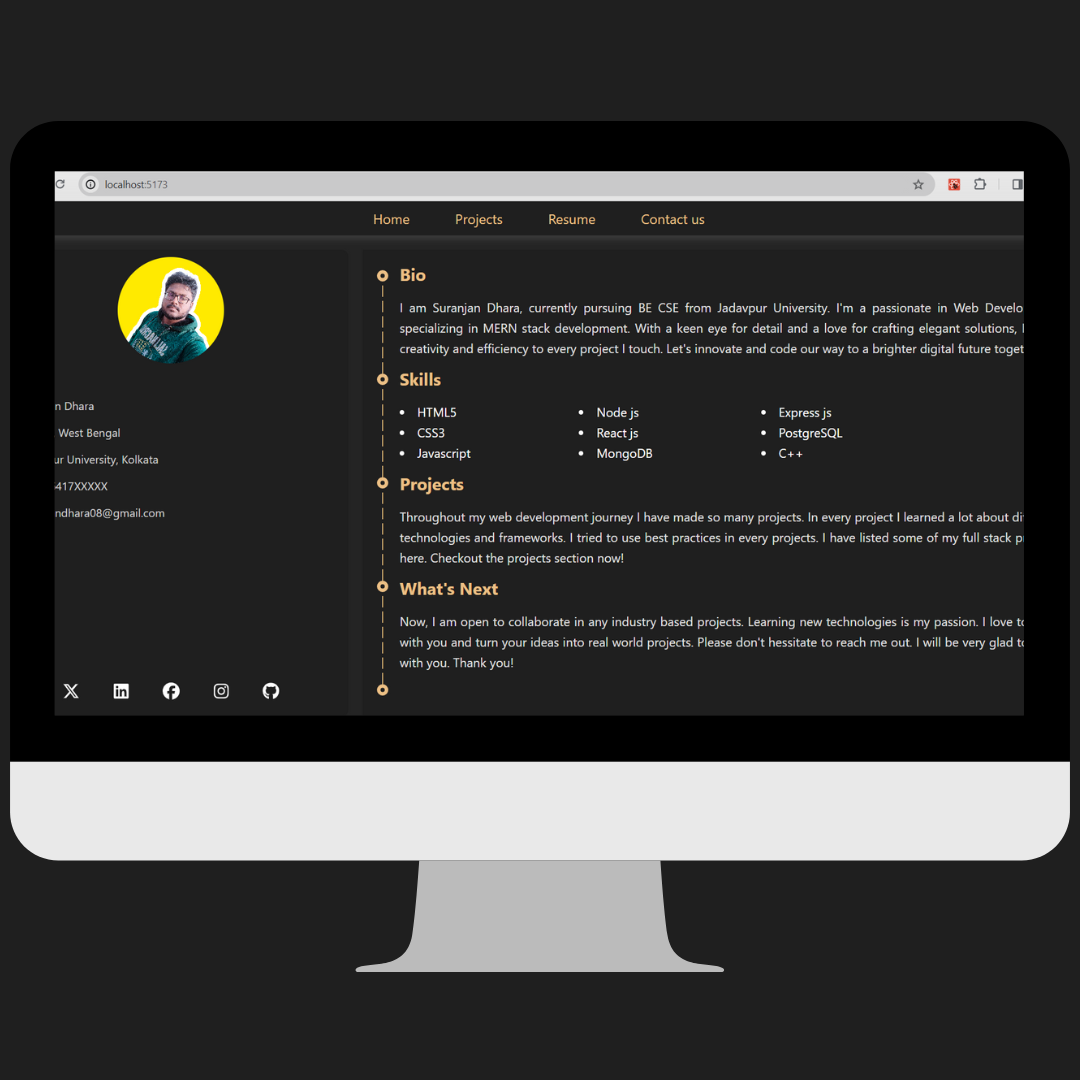 localhost:5173
Home Projects Resume Contact us
n Dhara
West Bengal
ur University, Kolkata
417XXXXX
ndhara08@gmail.com
Bio
I am Suranjan Dhara, currently pursuing BE CSE from Jadavpur University. I'm a passionate in Web Develo
specializing in MERN stack development. With a keen eye for detail and a love for crafting elegant solutions,
creativity and efficiency to every project I touch. Let's innovate and code our way to a brighter digital future toget
Skills
HTML5 Node js Express js
CSS3 React js PostgreSQL
Javascript MongoDB C++
Projects
Throughout my web development journey I have made so many projects. In every project I learned a lot about di
technologies and frameworks. I tried to use best practices in every projects. I have listed some of my full stack p
here. Checkout the projects section now!
What's Next
Now, I am open to collaborate in any industry based projects. Learning new technologies is my passion. I love to
with you and turn your ideas into real world projects. Please don't hessitate to reach me out. I will be very glad to
with you. Thank you!